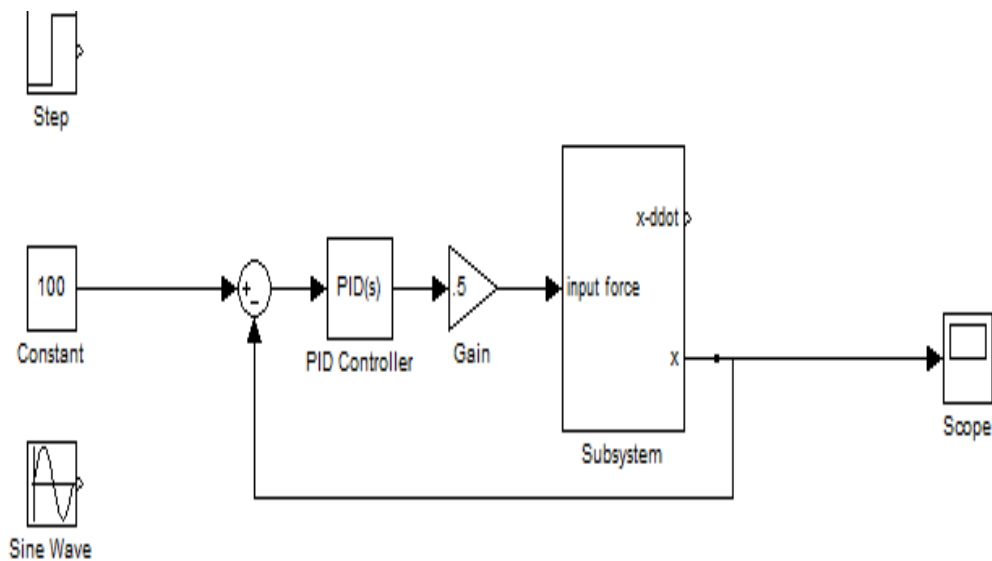 Step
100
Constant
+
−
PID(s)
PID Controller
.5
Gain
x-ddot
input force
x
Subsystem
Scope
Sine Wave